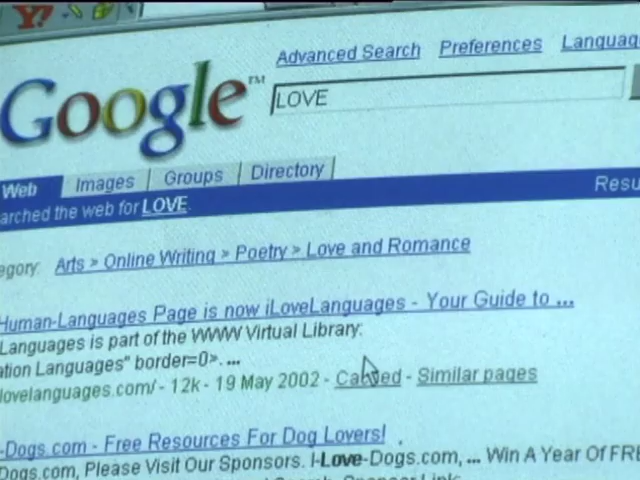 Advanced Search Preferences Languag
Google™ LOVE
Web Images Groups Directory
arched the web for LOVE. Resu
egory: Arts > Online Writing > Poetry > Love and Romance
Human-Languages Page is now iLoveLanguages - Your Guide to ...
Languages is part of the WWW Virtual Library:
ation Languages" border=0>. ...
lovelanguages.com/ - 12k - 19 May 2002 - Cached - Similar pages
-Dogs.com - Free Resources For Dog Lovers!
Dogs.com, Please Visit Our Sponsors. I-Love-Dogs.com, ... Win A Year Of FRE